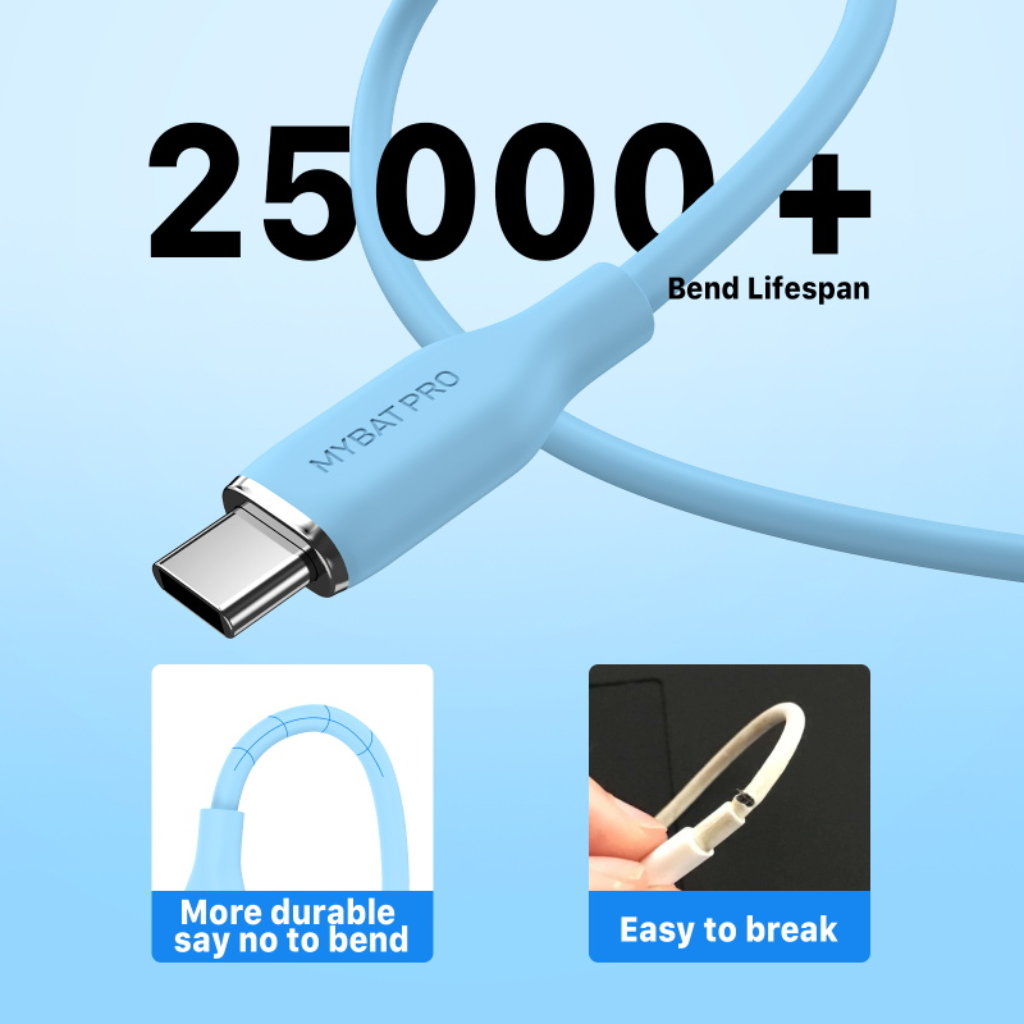 25000+
Bend Lifespan
MYBAT PRO
More durable
say no to bend
Easy to break